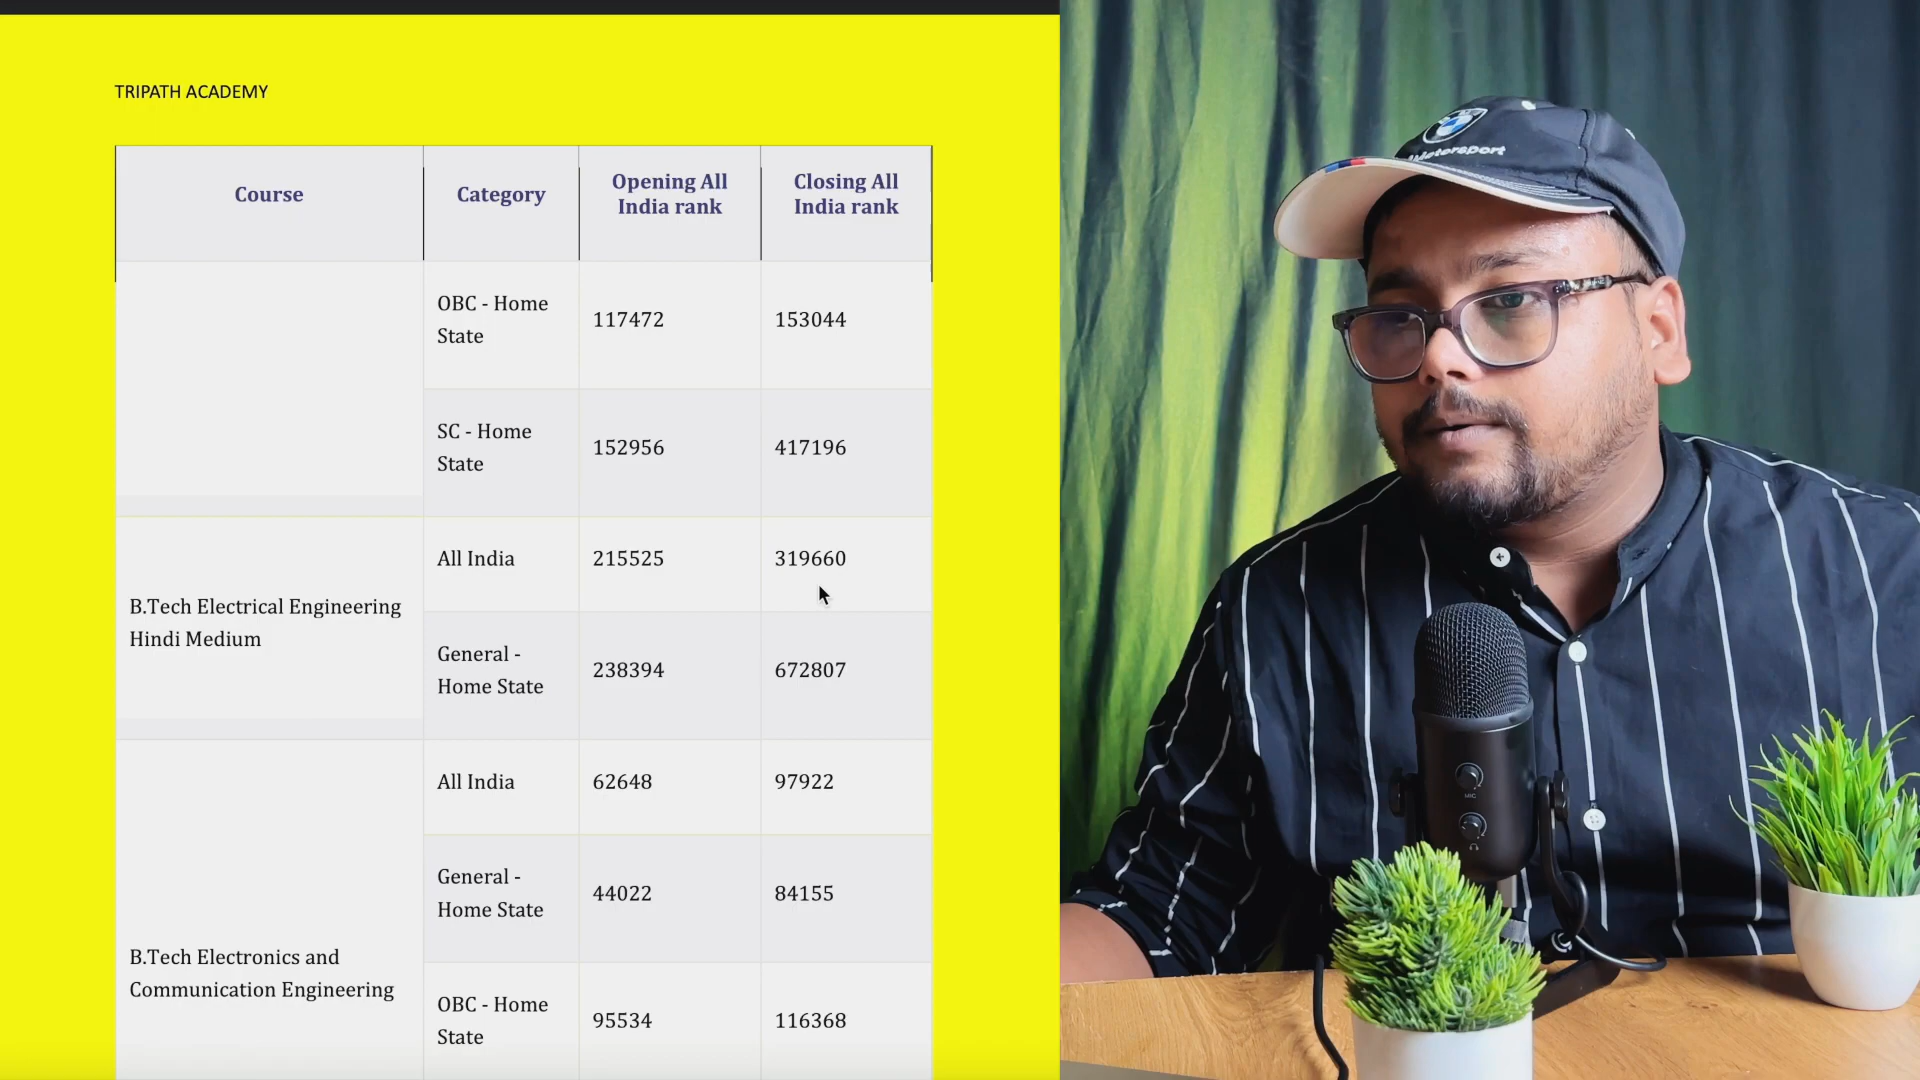 TRIPATH ACADEMY
Course
Category
Opening All
India rank
Closing All
India rank
OBC - Home
State
117472
153044
SC - Home
State
152956
417196
B.Tech Electrical Engineering
Hindi Medium
All India
215525
319660
General -
Home State
238394
672807
B.Tech Electronics and
Communication Engineering
All India
62648
97922
General -
Home State
44022
84155
OBC - Home
State
95534
116368
Motorsport
MIC